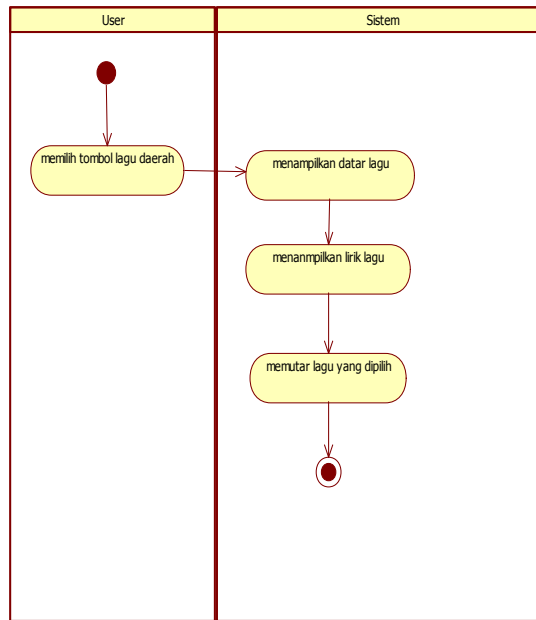 User
Sistem
memilih tombol lagu daerah
menampilkan datar lagu
menanmpilkan lirik lagu
memutar lagu yang dipilih